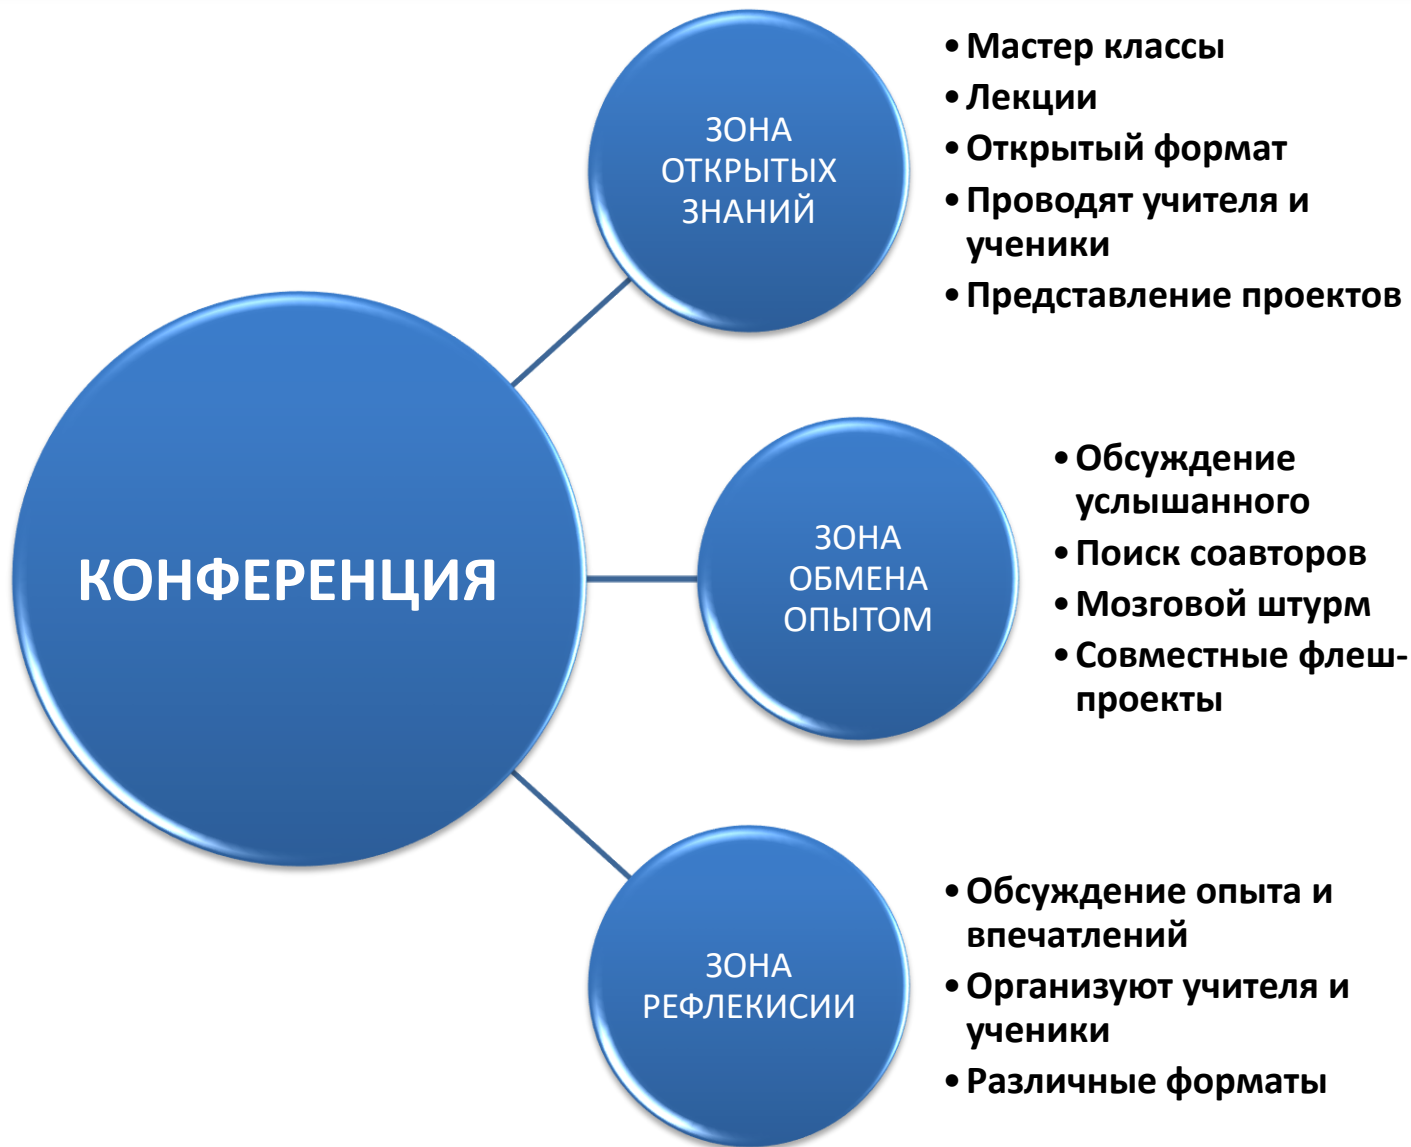 ЗОНА
ОТКРЫТЫХ
ЗНАНИЙ
• Мастер классы
• Лекции
• Открытый формат
• Проводят учителя и
ученики
• Представление проектов
КОНФЕРЕНЦИЯ
ЗОНА
ОБМЕНА
ОПЫТОМ
• Обсуждение
услышанного
• Поиск соавторов
• Мозговой штурм
• Совместные флеш-
проекты
ЗОНА
РЕФЛЕКИСИИ
• Обсуждение опыта и
впечатлений
• Организуют учителя и
ученики
• Различные форматы